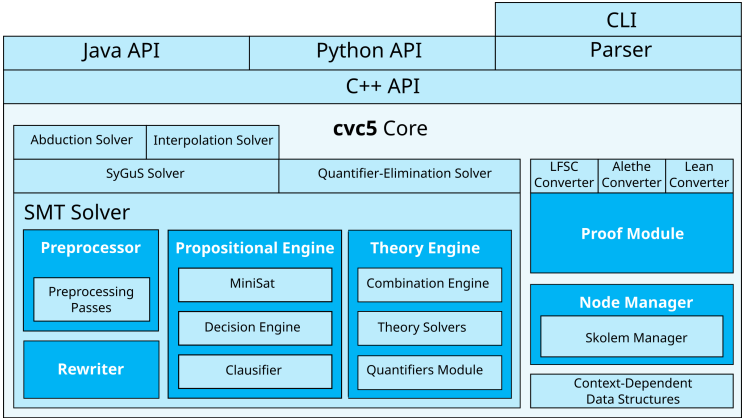 CLI
Java API
Python API
Parser
C++ API
cvc5 Core
Abduction Solver
Interpolation Solver
SyGuS Solver
Quantifier-Elimination Solver
SMT Solver
Preprocessor
Preprocessing
Passes
Rewriter
Propositional Engine
MiniSat
Decision Engine
Clausifier
Theory Engine
Combination Engine
Theory Solvers
Quantifiers Module
LFSC
Converter
Alethe
Converter
Lean
Converter
Proof Module
Node Manager
Skolem Manager
Context-Dependent
Data Structures